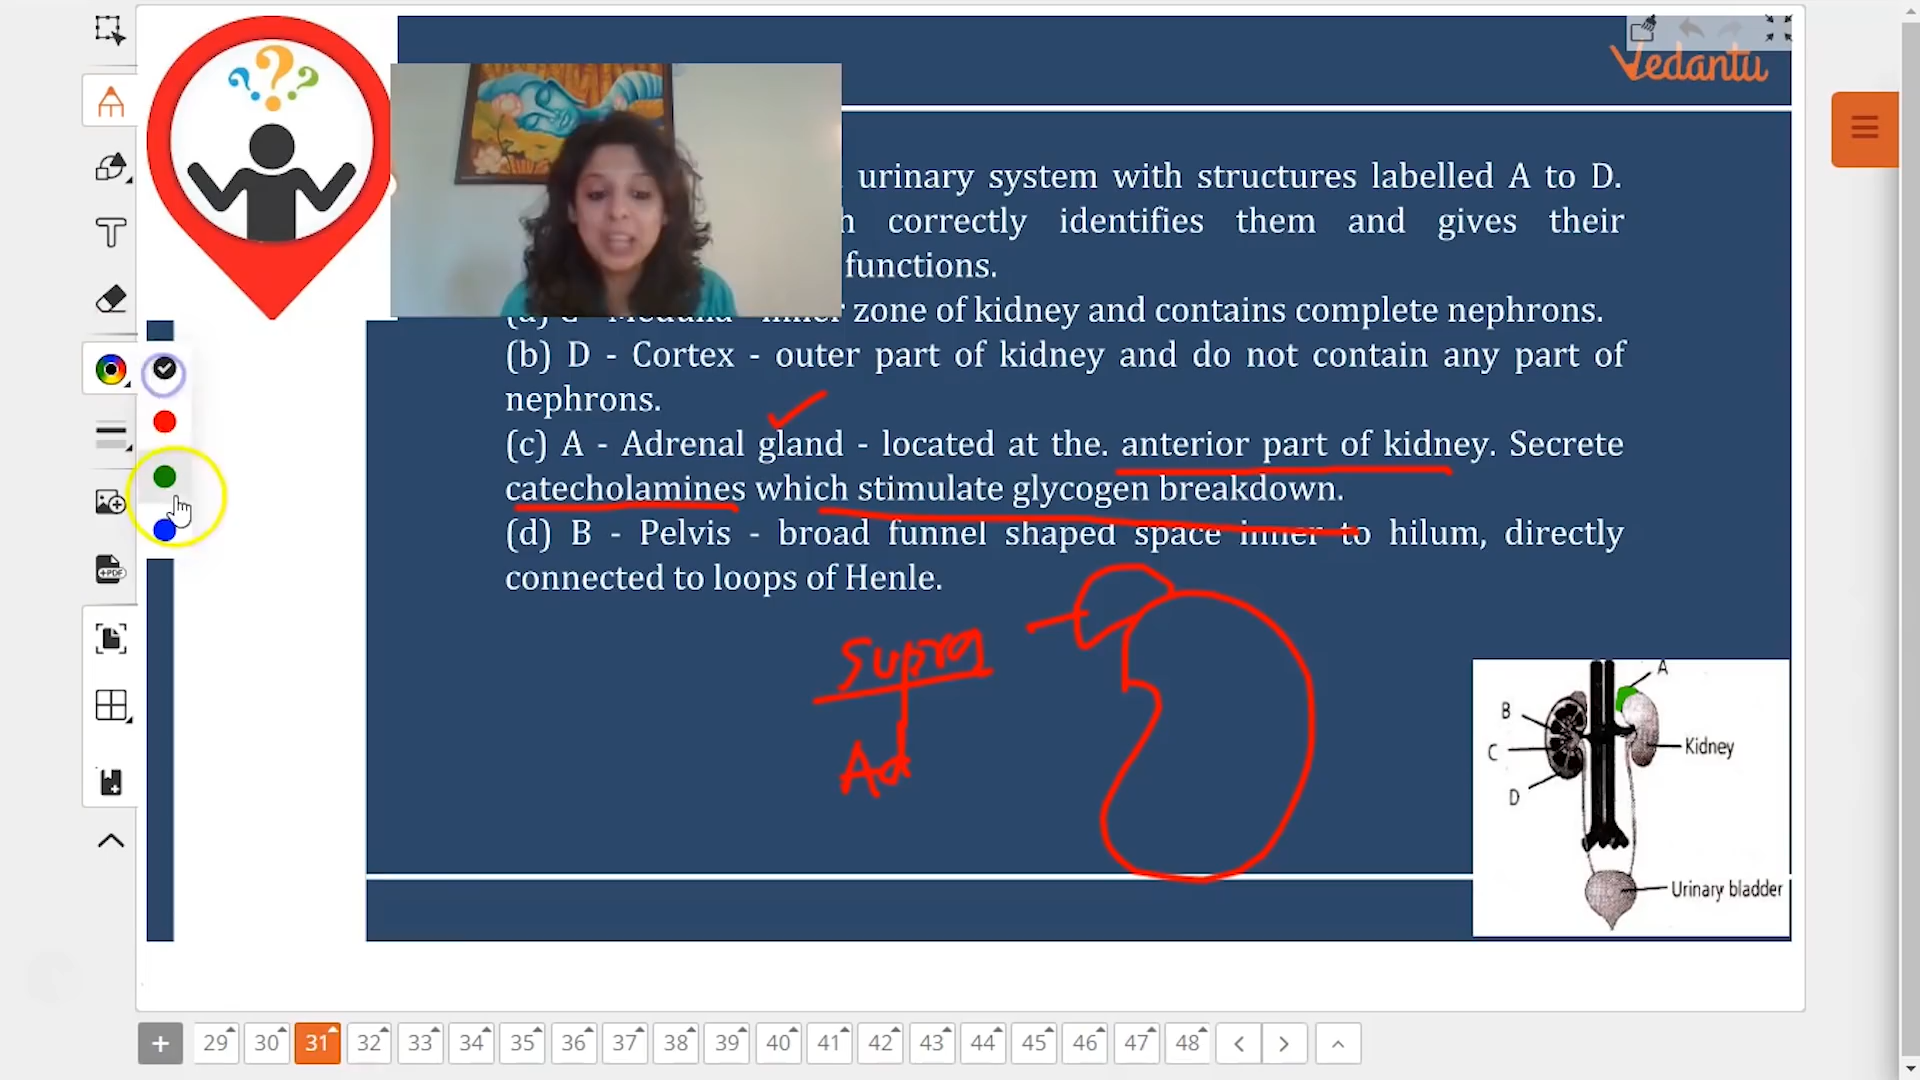 Vedantu
urinary system with structures labelled A to D.
correctly identifies them and gives their
functions.
zone of kidney and contains complete nephrons.
(b) D - Cortex - outer part of kidney and do not contain any part of
nephrons.
(c) A - Adrenal gland - located at the. anterior part of kidney. Secrete
catecholamines which stimulate glycogen breakdown.
(d) B - Pelvis - broad funnel shaped space inner to hilum, directly
connected to loops of Henle.
Supra
Ad
A
B
C
Kidney
D
Urinary bladder
+PDF
T
+ 29 30 31 32 33 34 35 36 37 38 39 40 41 42 43 44 45 46 47 48